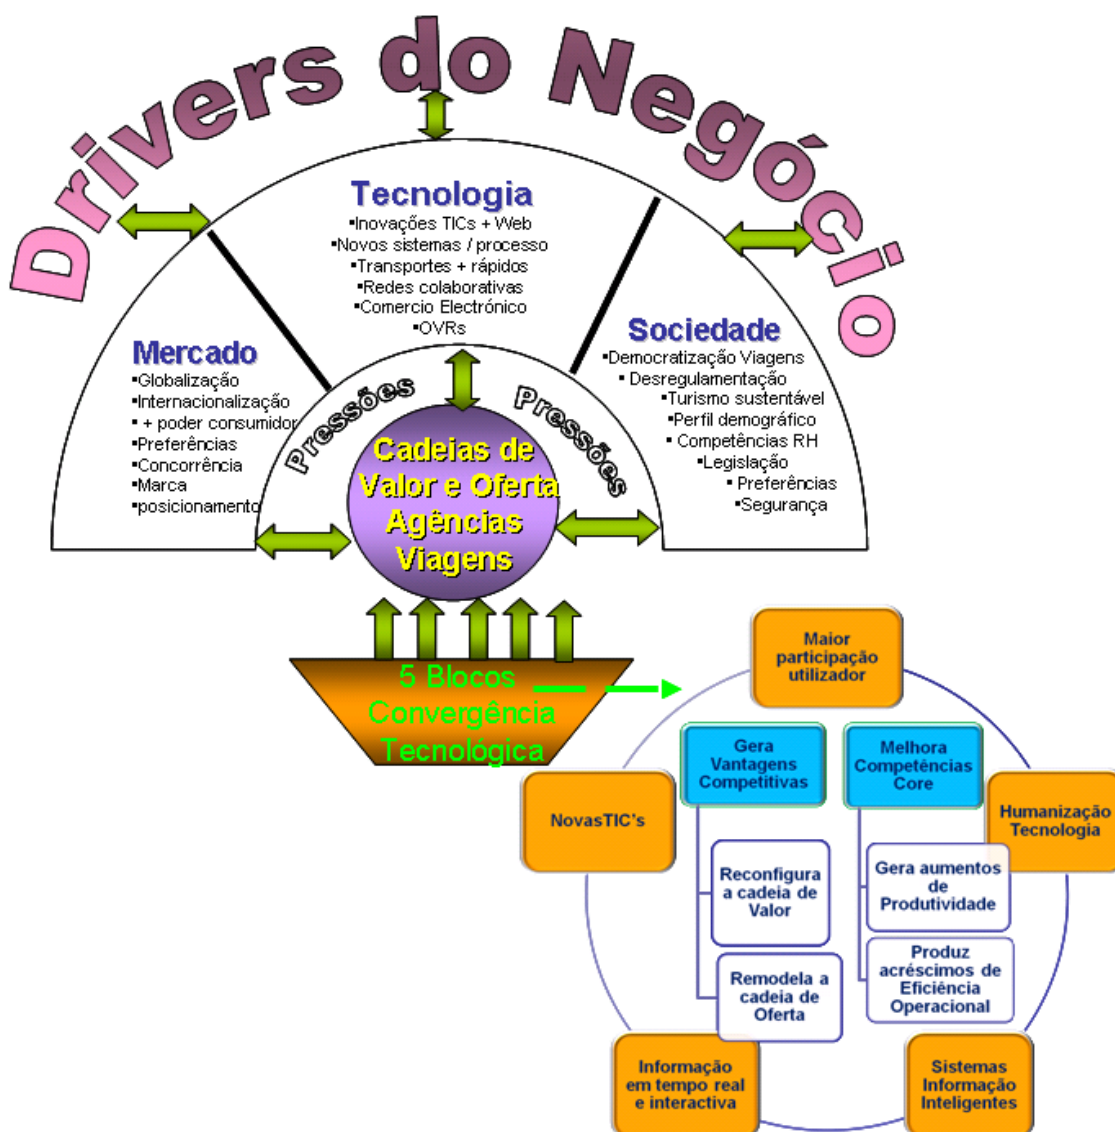 Drivers do Negócio
Tecnologia
▪Inovações TICs + Web
▪Novos sistemas / processo
▪Transportes + rápidos
▪Redes colaborativas
▪Comercio Electrónico
▪OVRs
Mercado
▪Globalização
▪Internacionalização
▪ + poder consumidor
▪Preferências
▪Concorrência
▪Marca
▪posicionamento
Sociedade
▪Democratização Viagens
▪ Desregulamentação
▪Turismo sustentável
▪Perfil demográfico
▪ Competências RH
▪Legislação
▪ Preferências
▪Segurança
Pressões
Pressões
Cadeias de
Valor e Oferta
Agências
Viagens
5 Blocos
Convergência
Tecnológica
Maior
participação
utilizador
Gera
Vantagens
Competitivas
Melhora
Competências
Core
NovasTIC's
Humanização
Tecnologia
Reconfigura
a cadeia de
Valor
Gera aumentos
de
Produtividade
Remodela a
cadeia de
Oferta
Produz
acréscimos de
Eficiência
Operacional
Informação
em tempo real
e interactiva
Sistemas
Informação
Inteligentes